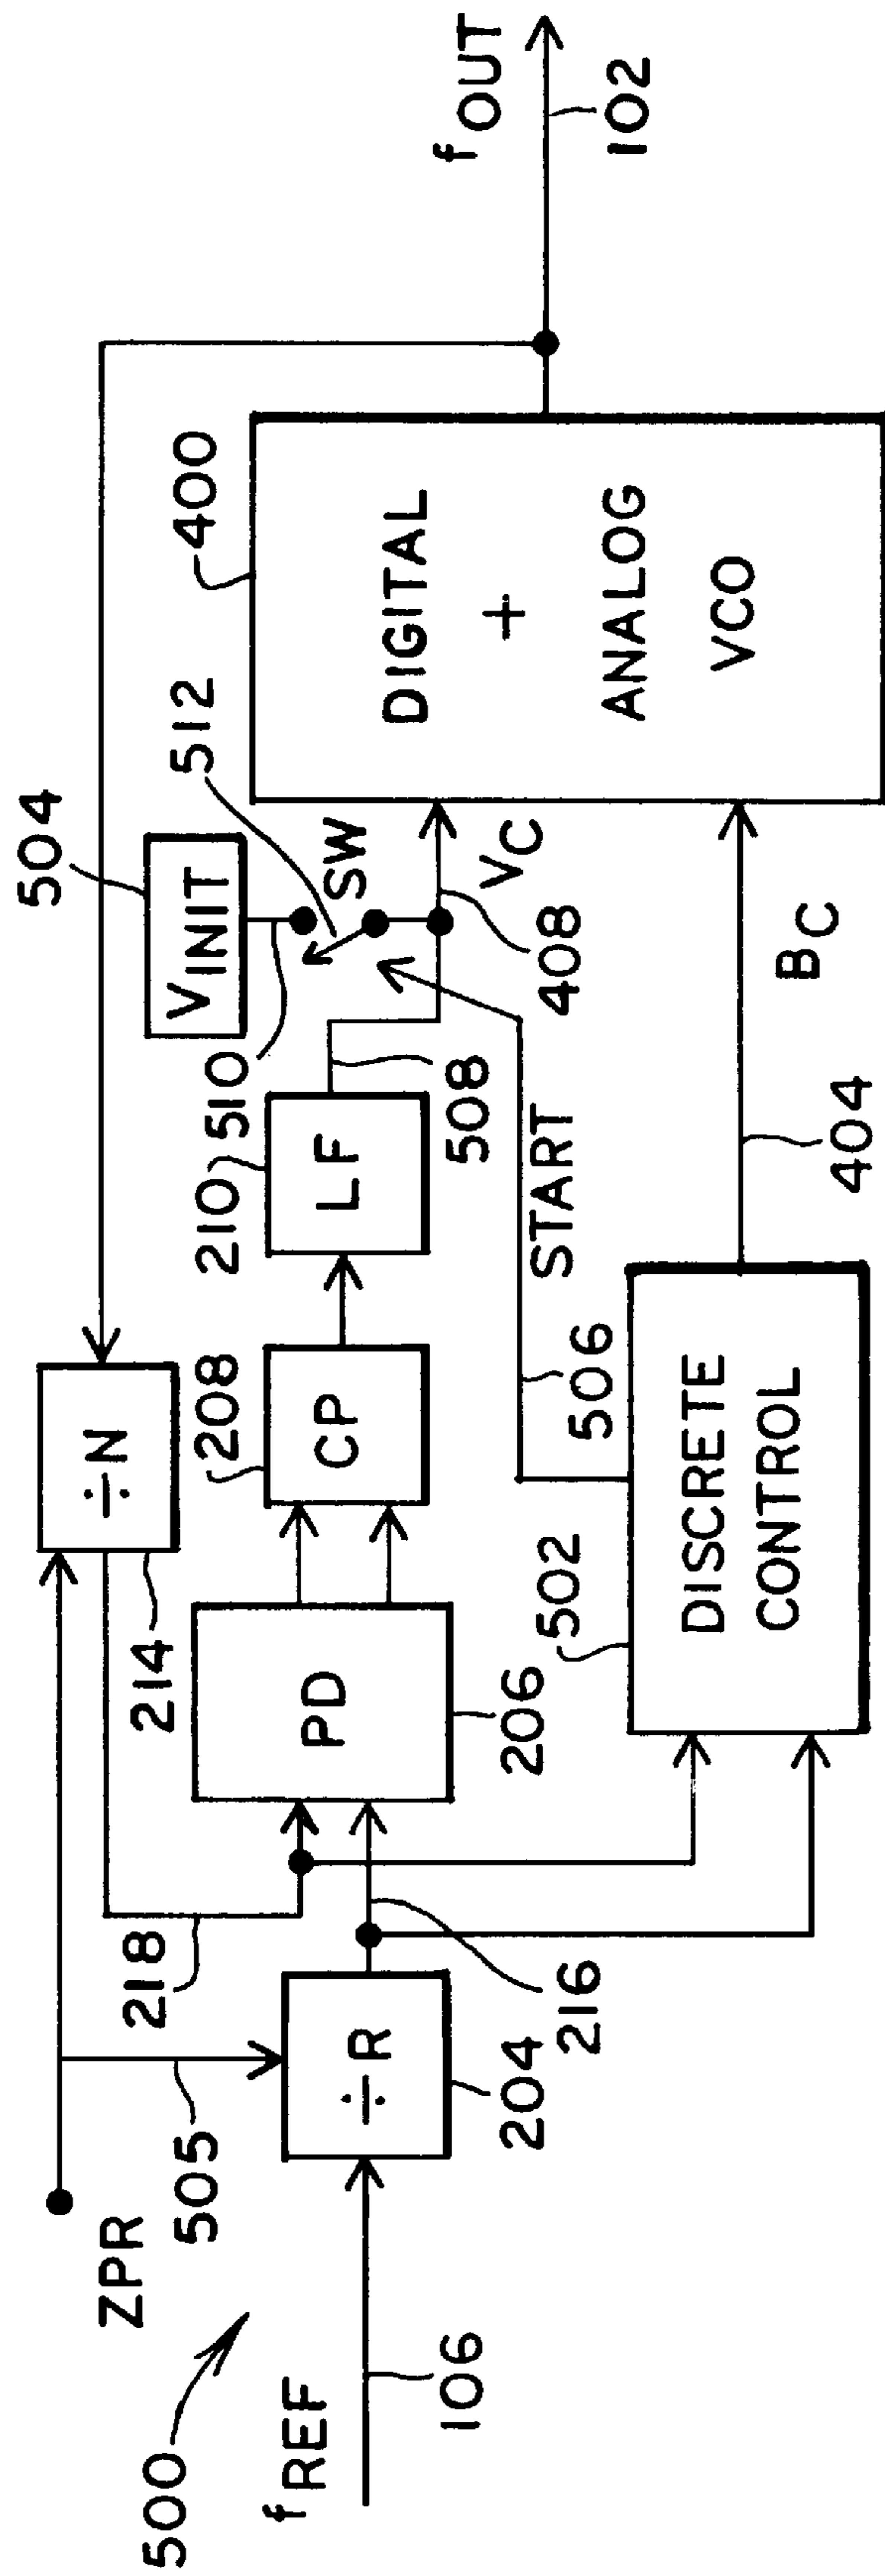 500
ZPR
505
fREF
106
÷R
204
216
218
÷N
214
PD
206
CP
208
LF
210
508
510
VINIT
504
SW
512
VC
408
START
506
DISCRETE
CONTROL
502
BC
404
DIGITAL
+
ANALOG
VCO
400
fOUT
102